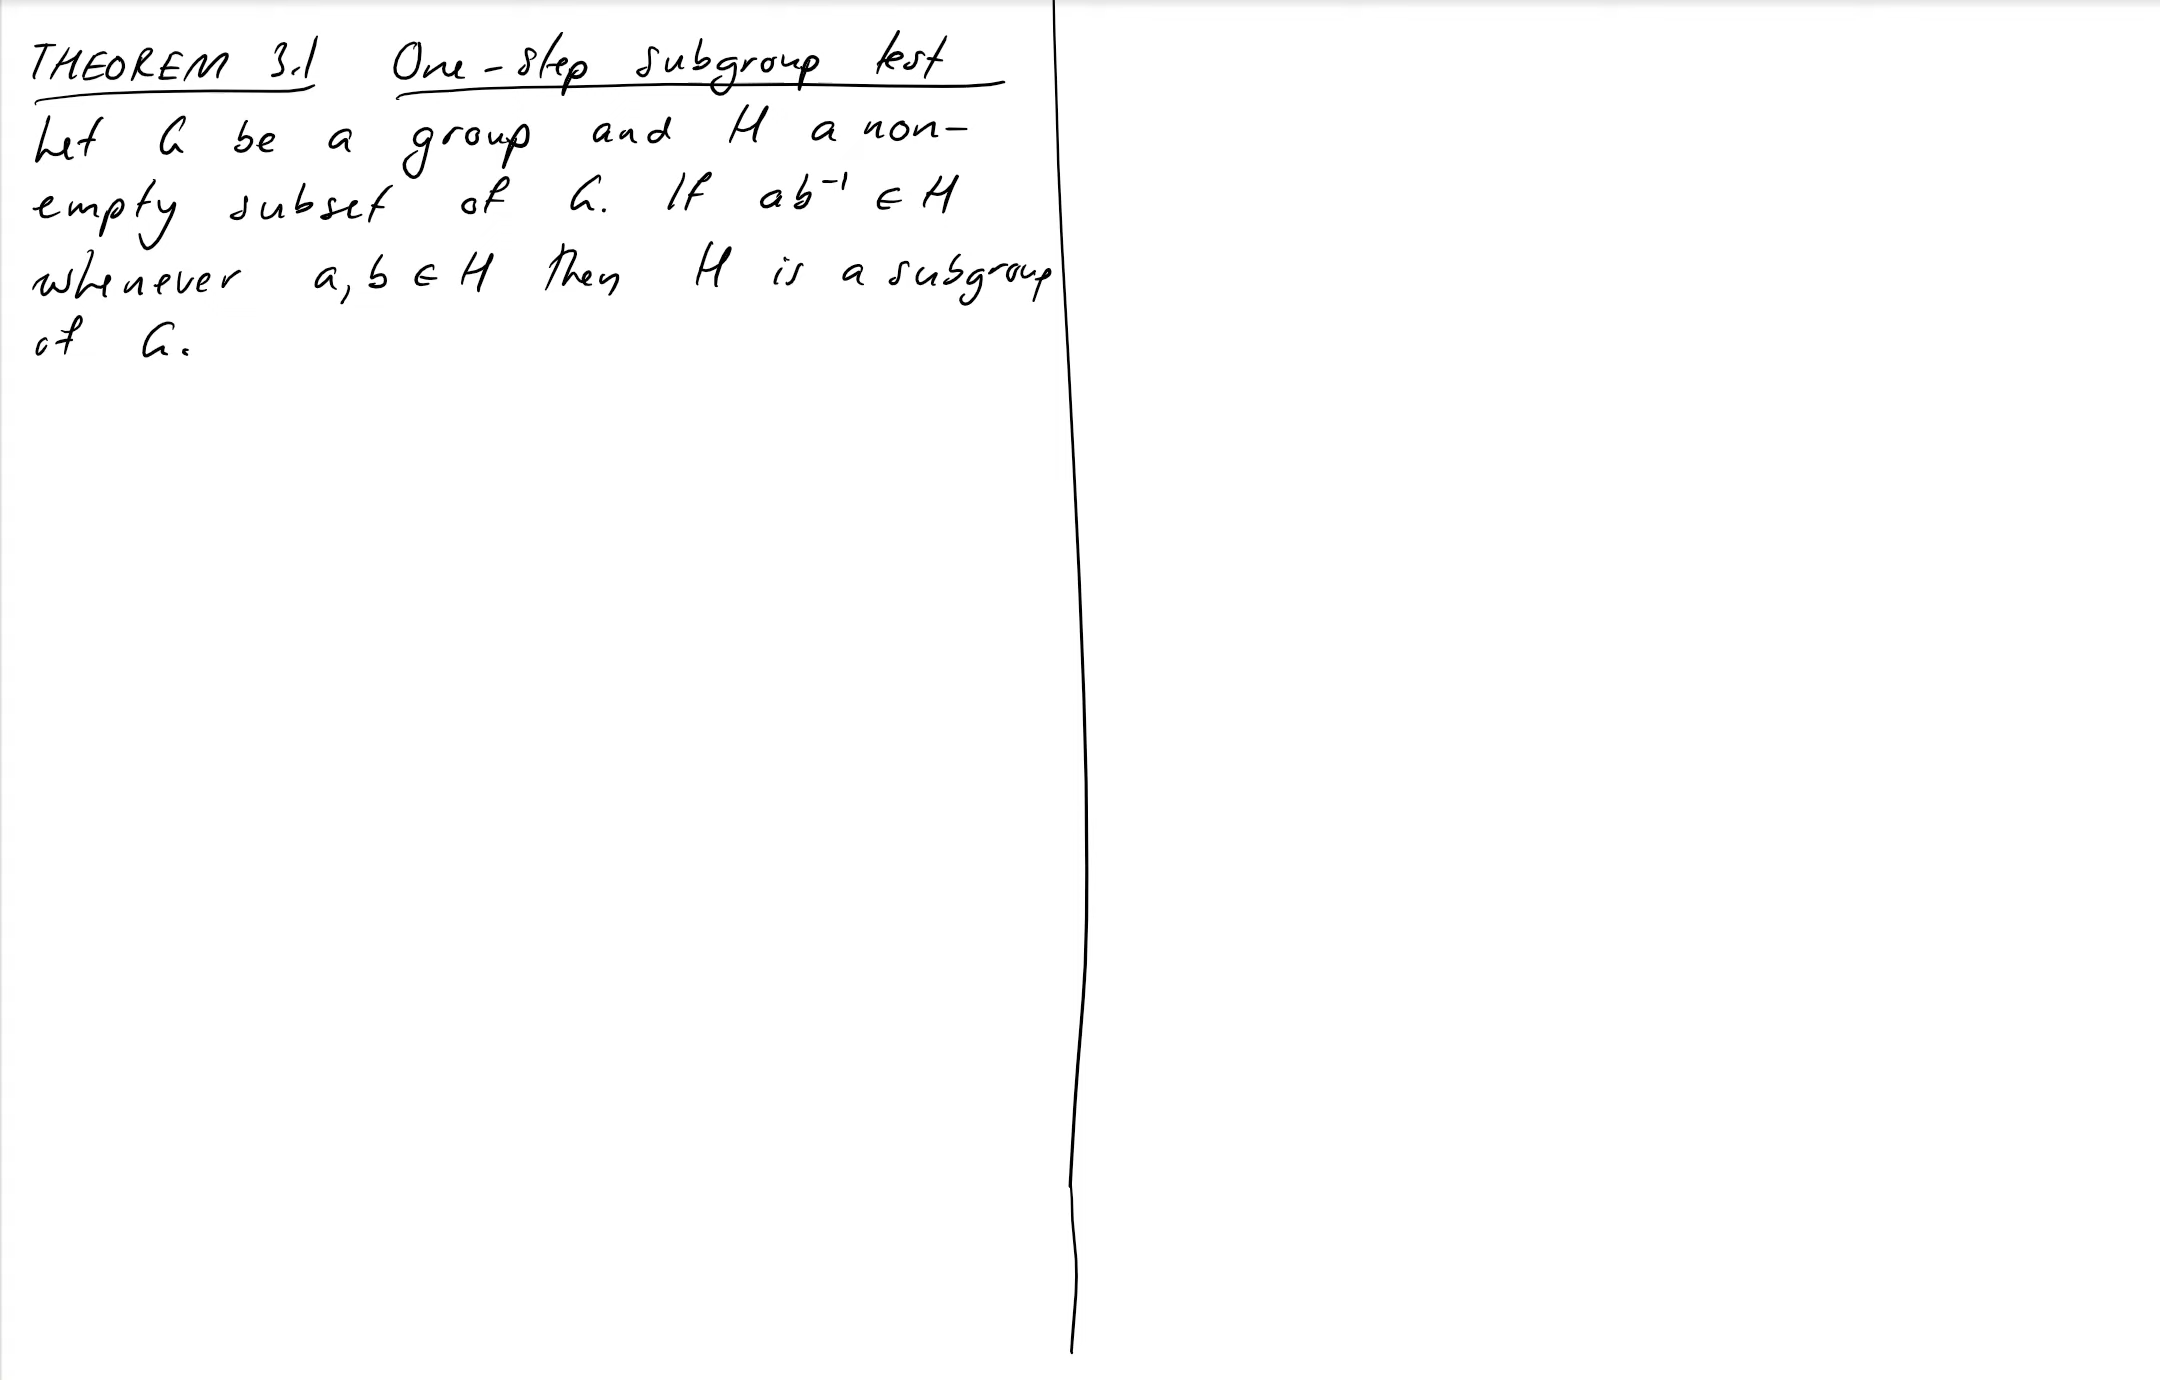 THEOREM 3.1 One-step subgroup test
Let G be a group and H a non-
empty subset of G. If ab⁻¹ ∈ H
whenever a, b ∈ H then H is a subgroup
of G.